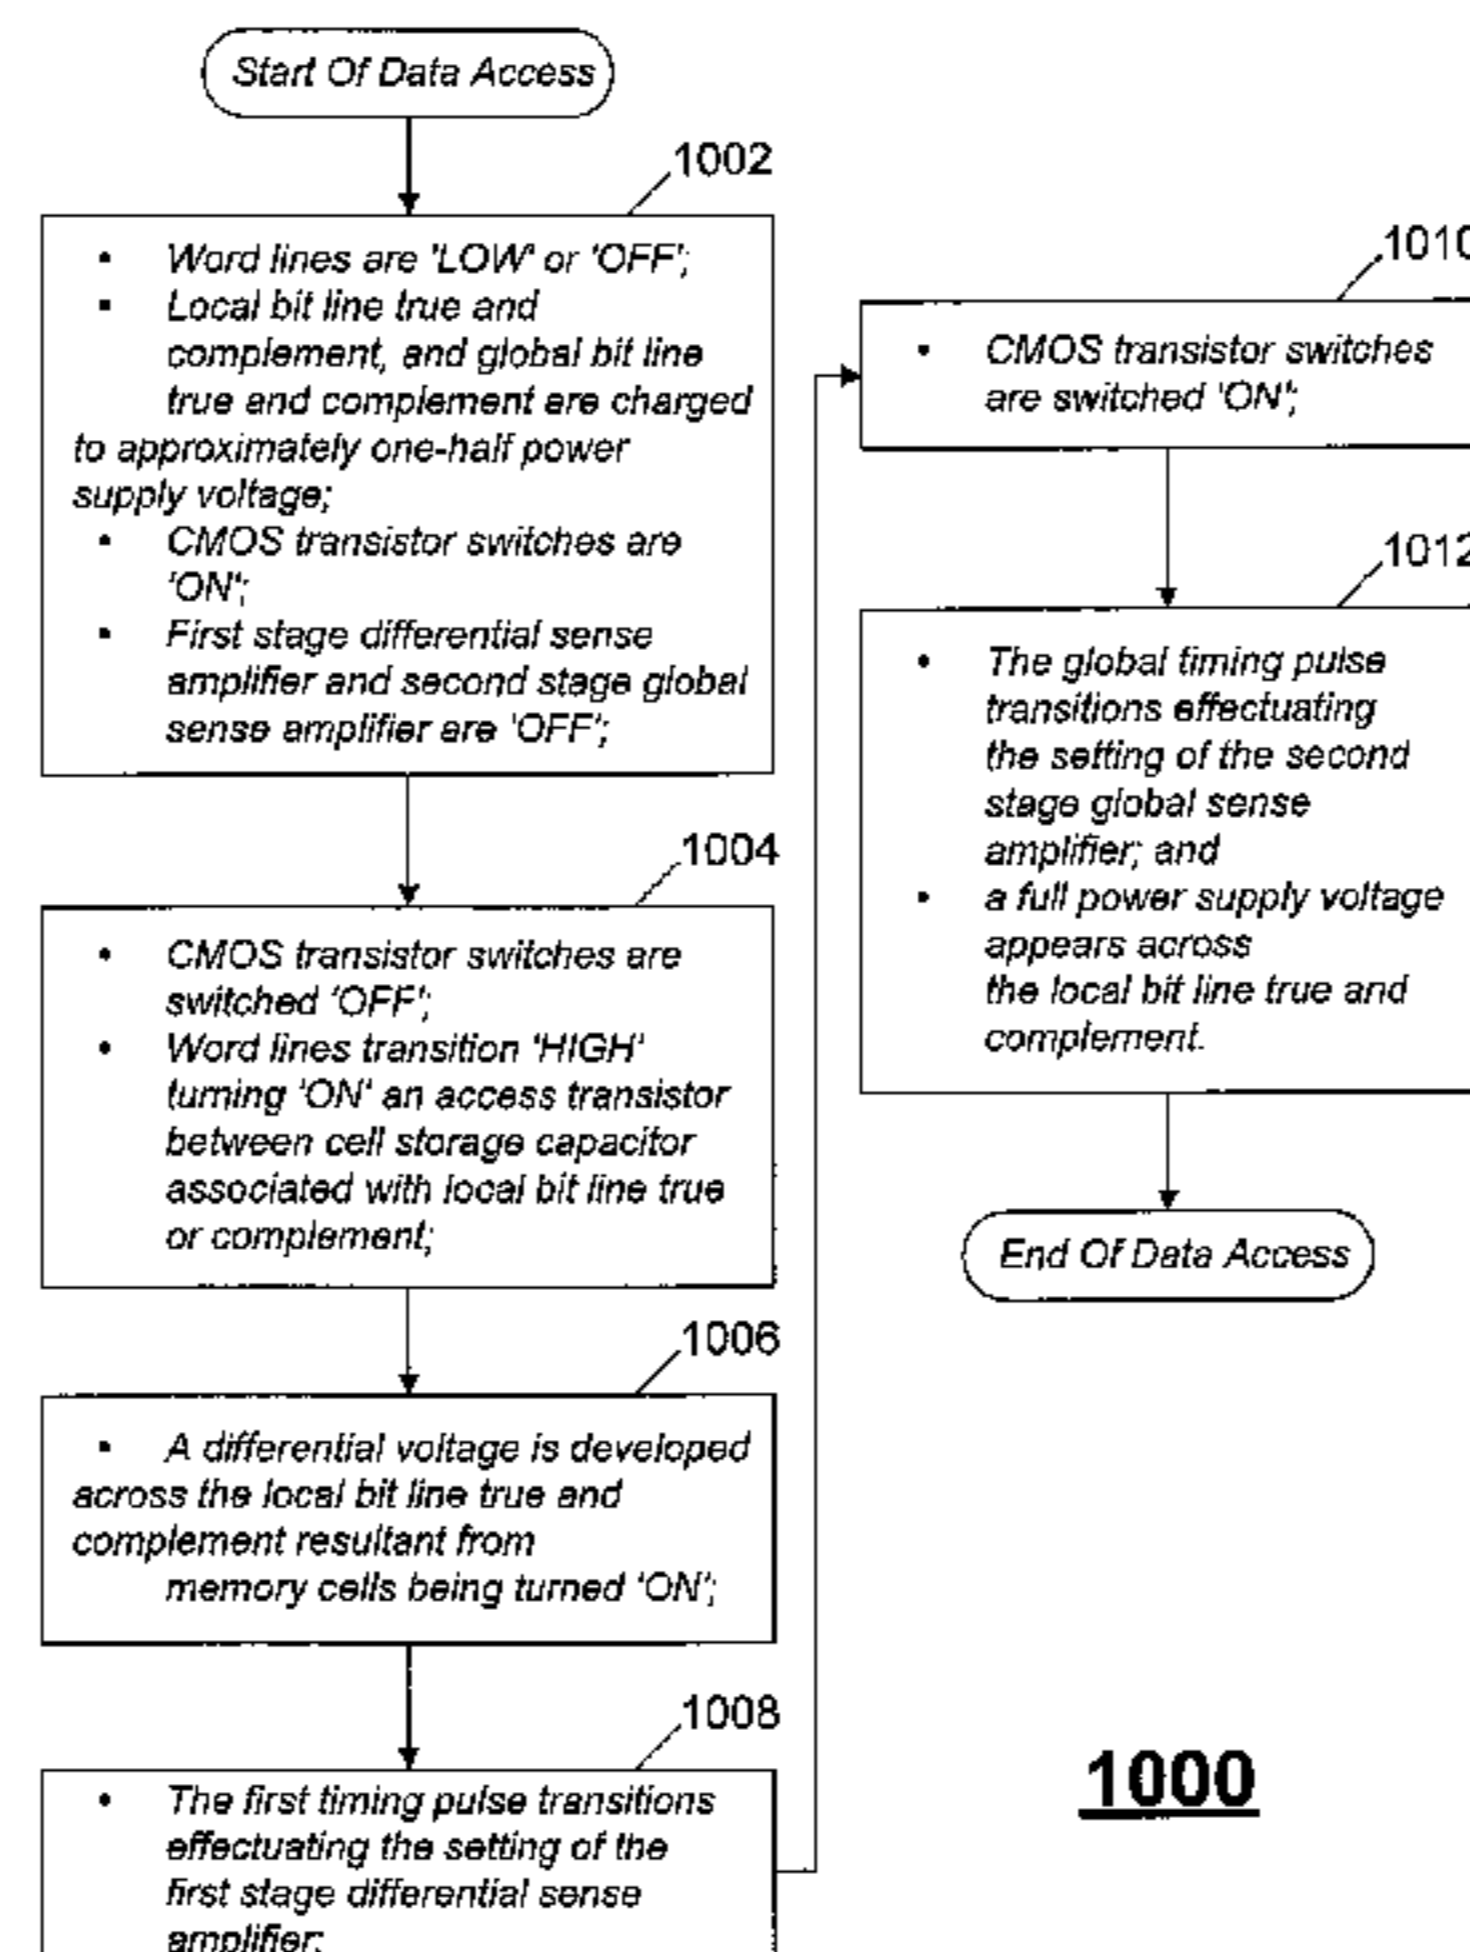 Start Of Data Access
1002
• Word lines are 'LOW' or 'OFF';
• Local bit line true and
complement, and global bit line
true and complement are charged
to approximately one-half power
supply voltage;
• CMOS transistor switches are
'ON';
• First stage differential sense
amplifier and second stage global
sense amplifier are 'OFF';
1004
• CMOS transistor switches are
switched 'OFF';
• Word lines transition 'HIGH'
turning 'ON' an access transistor
between cell storage capacitor
associated with local bit line true
or complement;
1006
• A differential voltage is developed
across the local bit line true and
complement resultant from
memory cells being turned 'ON';
1008
• The first timing pulse transitions
effectuating the setting of the
first stage differential sense
amplifier;
1010
• CMOS transistor switches
are switched 'ON';
1012
• The global timing pulse
transitions effectuating
the setting of the second
stage global sense
amplifier; and
• a full power supply voltage
appears across
the local bit line true and
complement.
End Of Data Access
1000